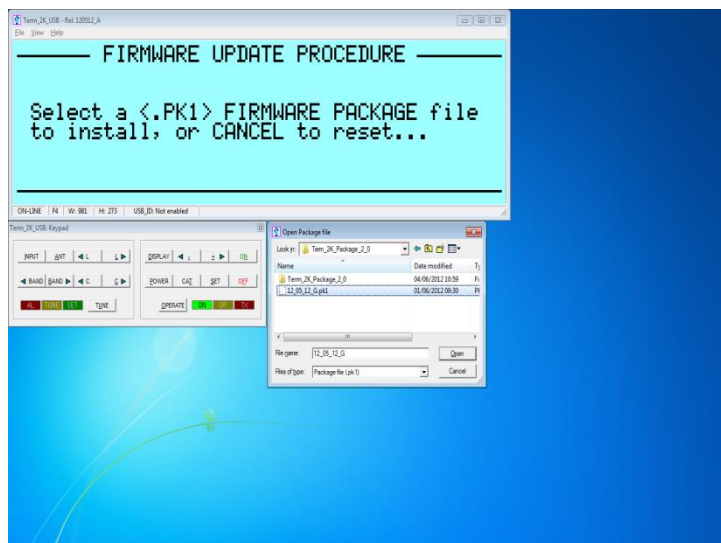 Term_2K_USB - Rel. 120512_A
File View Help
FIRMWARE UPDATE PROCEDURE
Select a <.PK1> FIRMWARE PACKAGE file
to install, or CANCEL to reset...
ON-LINE F4 W: 981 H: 273 USB_ID: Not enabled
Term_2K_USB: Keypad
INPUT ANT ◄ L L ► DISPLAY ◄ - ON
◄ BAND BAND ► ◄ C C ► POWER CAT SET OFF
AL TUNE SET TUNE OPERATE ON OP TX
Open Package file
Look in: Term_2K_Package_2_0
Name Date modified Ty
Term_2K_Package_2_0 04/06/2012 10:59 Fi
12_05_12_G.pk1 01/06/2012 09:30 PK
File name: 12_05_12_G Open
Files of type: Package file (.pk1) Cancel